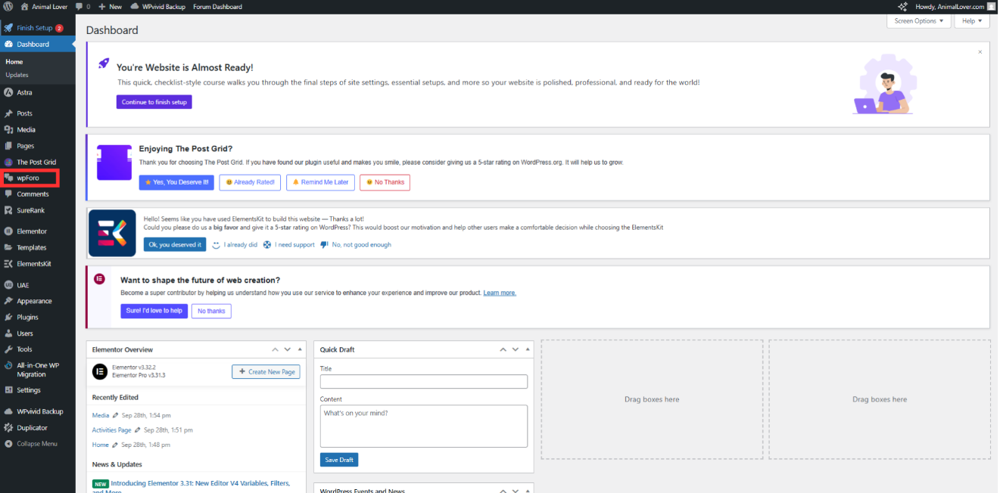 Animal Lover
0
New
WPvivid Backup
Forum Dashboard
Howdy, AnimalLover.com
Finish Setup 2
Dashboard
Home
Updates
Astra
Posts
Media
Pages
The Post Grid
wpForo
Comments
SureRank
Elementor
Templates
ElementsKit
UAE
Appearance
Plugins
Users
Tools
All-in-One WP
Migration
Settings
WPvivid Backup
Duplicator
Collapse Menu
Dashboard
Screen Options
Help
You're Website is Almost Ready!
This quick, checklist-style course walks you through the final steps of site settings, essential setups, and more so your website is polished, professional, and ready for the world!
Continue to finish setup
Enjoying The Post Grid?
Thank you for choosing The Post Grid. If you have found our plugin useful and makes you smile, please consider giving us a 5-star rating on WordPress.org. It will help us to grow.
Yes, You Deserve It!
Already Rated!
Remind Me Later
No Thanks
Hello! Seems like you have used ElementsKit to build this website — Thanks a lot!
Could you please do us a big favor and give it a 5-star rating on WordPress? This would boost our motivation and help other users make a comfortable decision while choosing the ElementsKit
Ok, you deserved it
I already did
I need support
No, not good enough
Want to shape the future of web creation?
Become a super contributor by helping us understand how you use our service to enhance your experience and improve our product. Learn more.
Sure! I'd love to help
No thanks
Elementor Overview
Elementor v3.32.2
Elementor Pro v3.31.3
Create New Page
Recently Edited
Media Sep 28th, 1:54 pm
Activities Page Sep 28th, 1:51 pm
Home Sep 28th, 1:48 pm
News & Updates
NEW Introducing Elementor 3.31: New Editor V4 Variables, Filters,
and More
Quick Draft
Title
Content
What's on your mind?
Save Draft
WordPress Events and News
Drag boxes here
Drag boxes here